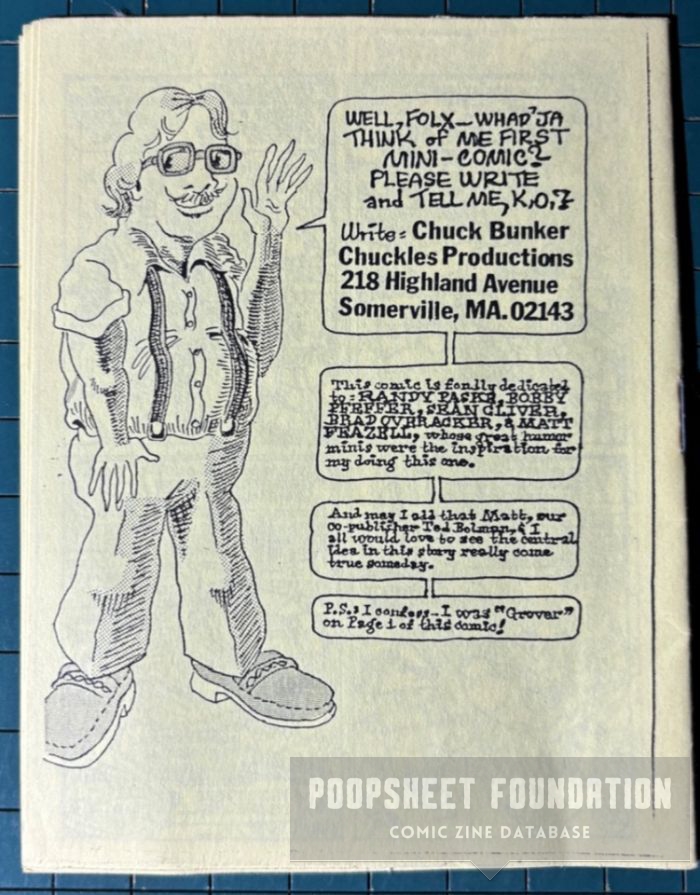 WELL, FOLX – WHAD'JA
THINK of ME FIRST
MINI-COMIC?
PLEASE WRITE
and TELL ME, K, O, ?
Write: Chuck Bunker
Chuckles Productions
218 Highland Avenue
Somerville, MA. 02143
This comic is fonlly dedicated
to: RANDY PASKE, BOBBY
PFEFFER, SEAN CLIVER,
BRAD OVERACKER, & MATT
FEAZELL, whose great humor
minis were the inspiration for
my doing this one.
And may I add that Matt, our
co-publisher Ted Bolman, & I
all would love to see the central
idea in this story really come
true someday.
P.S.: I confess – I was "Grover"
on Page 1 of this comic!
POOPSHEET FOUNDATION
COMIC ZINE DATABASE